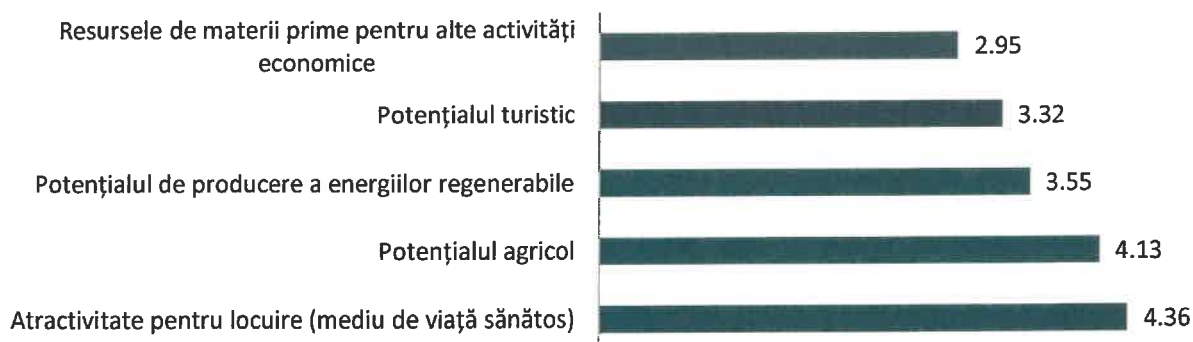 Resursele de materii prime pentru alte activități
economice
2.95
Potențialul turistic
3.32
Potențialul de producere a energiilor regenerabile
3.55
Potențialul agricol
4.13
Atractivitate pentru locuire (mediu de viață sănătos)
4.36